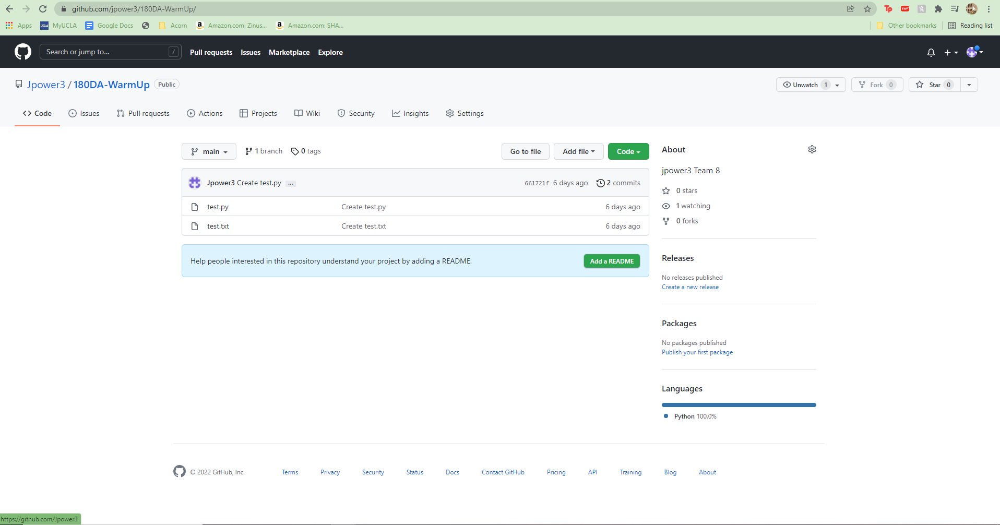 github.com/jpower3/180DA-WarmUp/
Apps UCLA MyUCLA Google Docs Acorn Amazon.com: Zinus... Amazon.com: SHA... Other bookmarks Reading list
Search or jump to... / Pull requests Issues Marketplace Explore
Jpower3 / 180DA-WarmUp Public Unwatch 1 Fork 0 Star 0
Code Issues Pull requests Actions Projects Wiki Security Insights Settings
main 1 branch 0 tags Go to file Add file Code
Jpower3 Create test.py ... 661721f 6 days ago 2 commits
test.py Create test.py 6 days ago
test.txt Create test.txt 6 days ago
Help people interested in this repository understand your project by adding a README. Add a README
About
jpower3 Team 8
0 stars
1 watching
0 forks
Releases
No releases published
Create a new release
Packages
No packages published
Publish your first package
Languages
Python 100.0%
© 2022 GitHub, Inc. Terms Privacy Security Status Docs Contact GitHub Pricing API Training Blog About
https://github.com/Jpower3